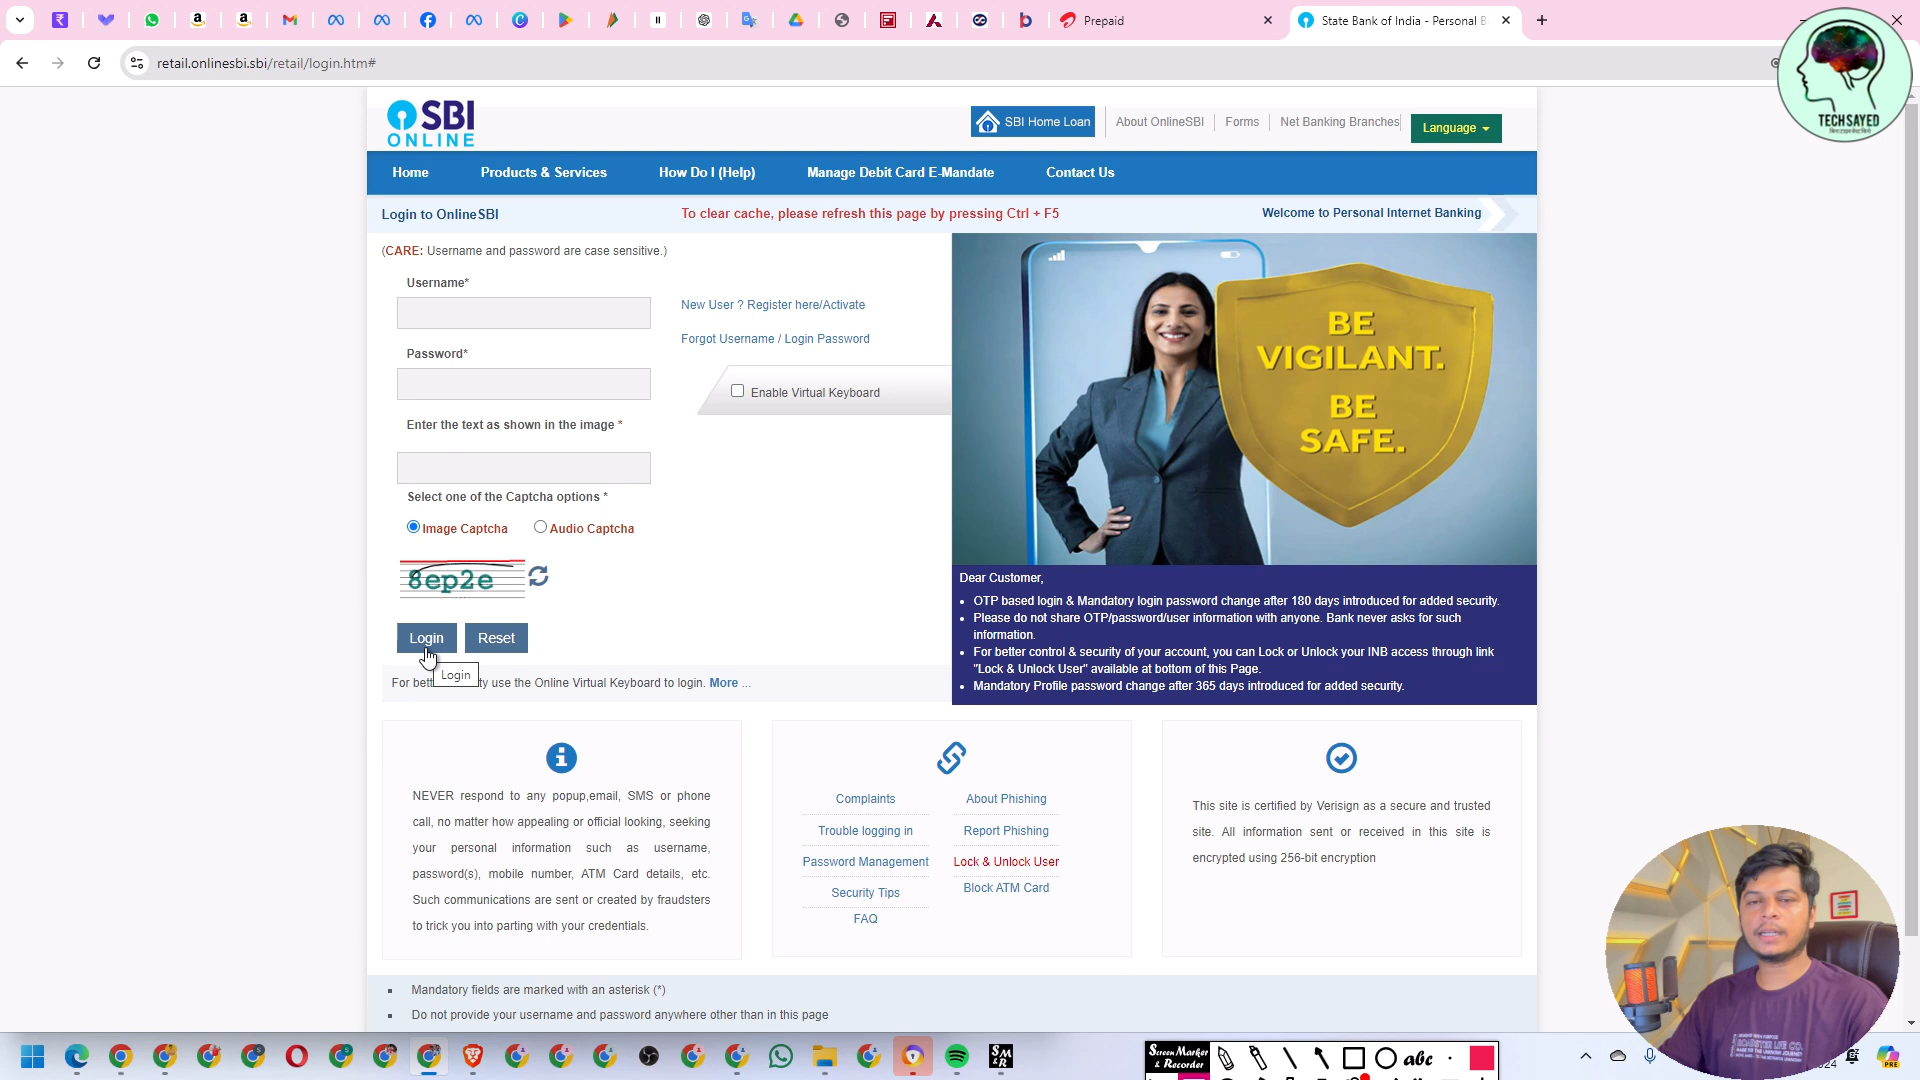 Prepaid
State Bank of India - Personal B
retail.onlinesbi.sbi/retail/login.htm#
TECH SAYED
SBI
ONLINE
SBI Home Loan
About OnlineSBI
Forms
Net Banking Branches
Language
Home
Products & Services
How Do I (Help)
Manage Debit Card E-Mandate
Contact Us
Login to OnlineSBI
To clear cache, please refresh this page by pressing Ctrl + F5
Welcome to Personal Internet Banking
(CARE: Username and password are case sensitive.)
Username*
New User ? Register here/Activate
Forgot Username / Login Password
Password*
Enable Virtual Keyboard
Enter the text as shown in the image *
Select one of the Captcha options *
Image Captcha
Audio Captcha
8ep2e
Login
Reset
Login
For bett ty use the Online Virtual Keyboard to login. More ...
BE
VIGILANT.
BE
SAFE.
Dear Customer,
OTP based login & Mandatory login password change after 180 days introduced for added security.
Please do not share OTP/password/user information with anyone. Bank never asks for such
information.
For better control & security of your account, you can Lock or Unlock your INB access through link
"Lock & Unlock User" available at bottom of this Page.
Mandatory Profile password change after 365 days introduced for added security.
NEVER respond to any popup,email, SMS or phone
call, no matter how appealing or official looking, seeking
your personal information such as username,
password(s), mobile number, ATM Card details, etc.
Such communications are sent or created by fraudsters
to trick you into parting with your credentials.
Complaints
About Phishing
Trouble logging in
Report Phishing
Password Management
Lock & Unlock User
Security Tips
Block ATM Card
FAQ
This site is certified by Verisign as a secure and trusted
site. All information sent or received in this site is
encrypted using 256-bit encryption
Mandatory fields are marked with an asterisk (*)
Do not provide your username and password anywhere other than in this page
Screen Marker
& Recorder
abc